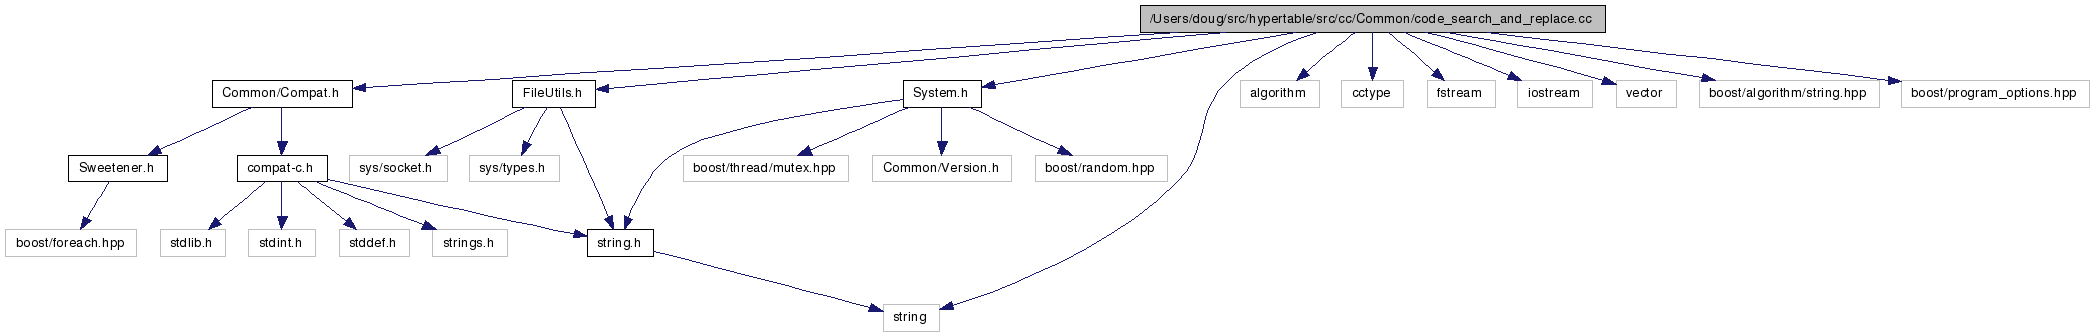 /Users/doug/src/hypertable/src/cc/Common/code_search_and_replace.cc
Common/Compat.h
FileUtils.h
System.h
algorithm
cctype
fstream
iostream
vector
boost/algorithm/string.hpp
boost/program_options.hpp
Sweetener.h
compat-c.h
sys/socket.h
sys/types.h
boost/thread/mutex.hpp
Common/Version.h
boost/random.hpp
boost/foreach.hpp
stdlib.h
stdint.h
stddef.h
strings.h
string.h
string